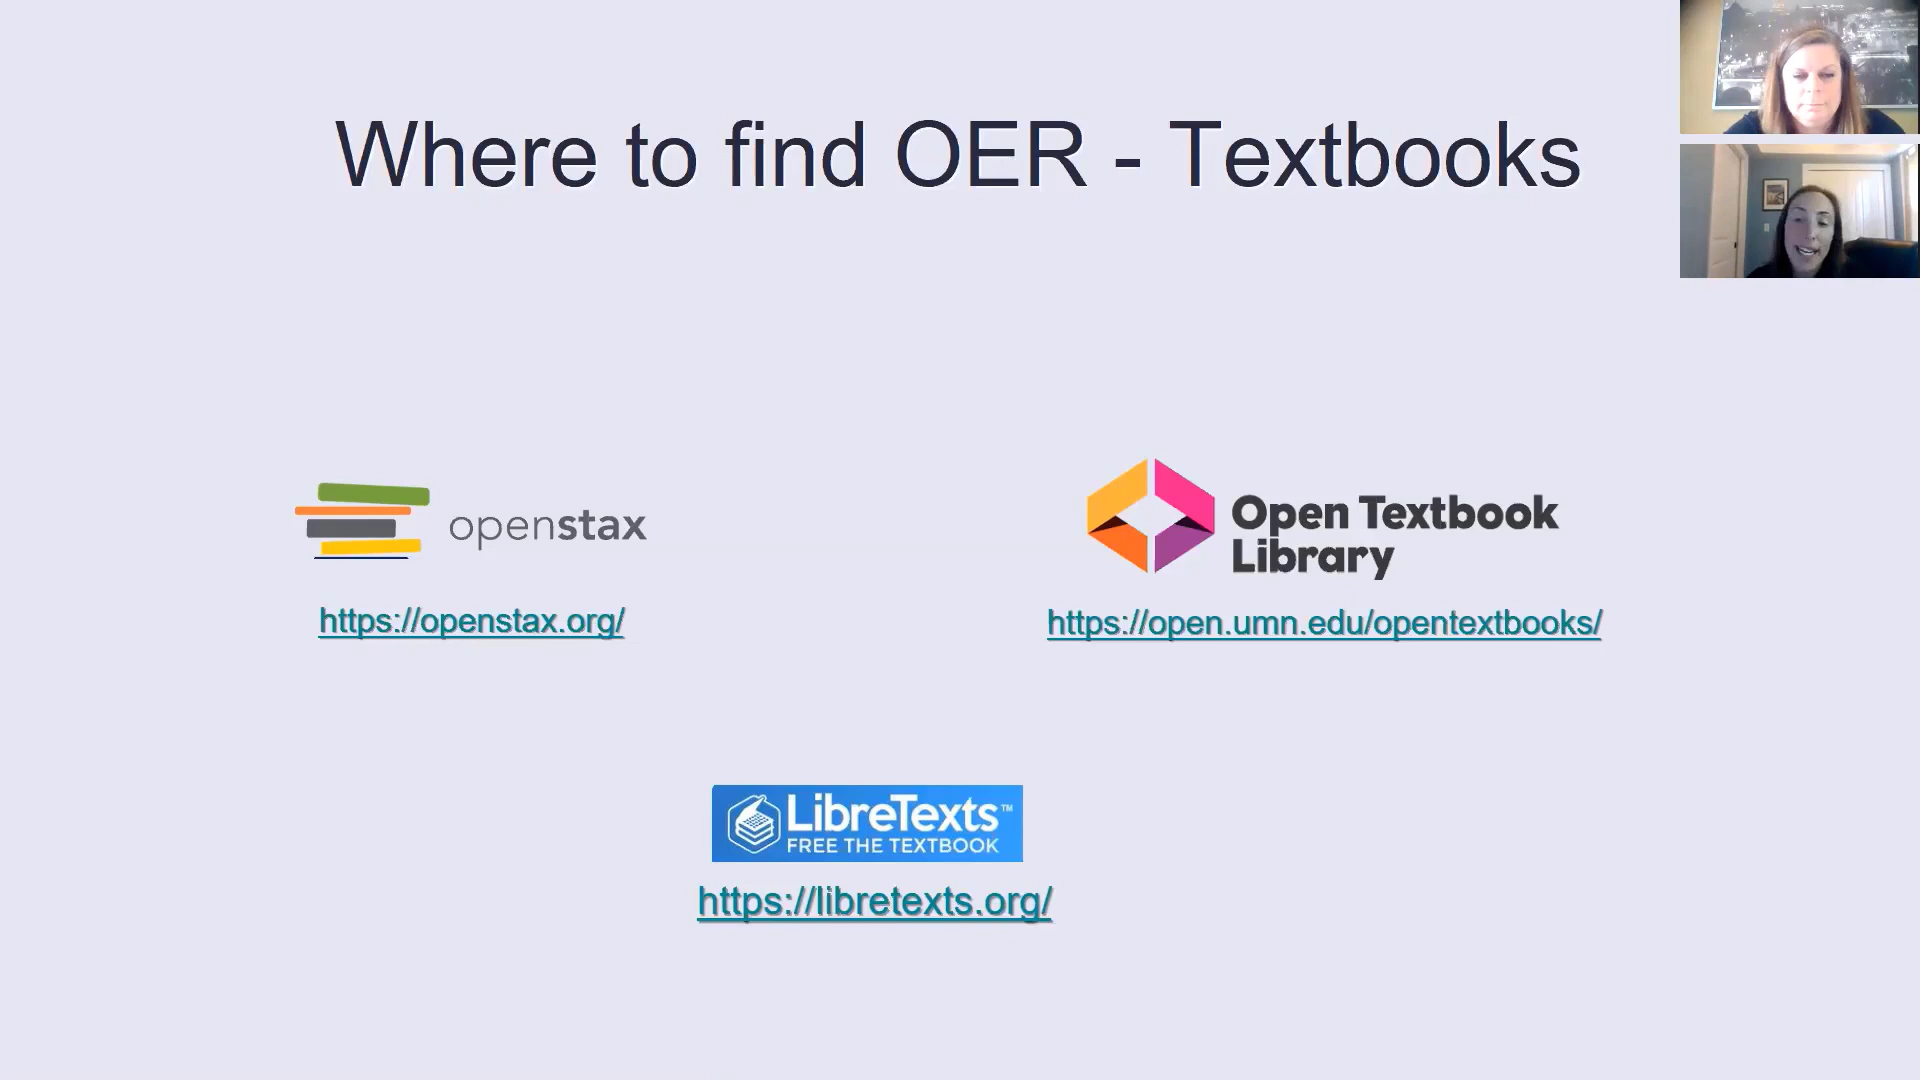 Where to find OER - Textbooks
openstax
https://openstax.org/
Open Textbook
Library
https://open.umn.edu/opentextbooks/
LibreTexts™
FREE THE TEXTBOOK
https://libretexts.org/